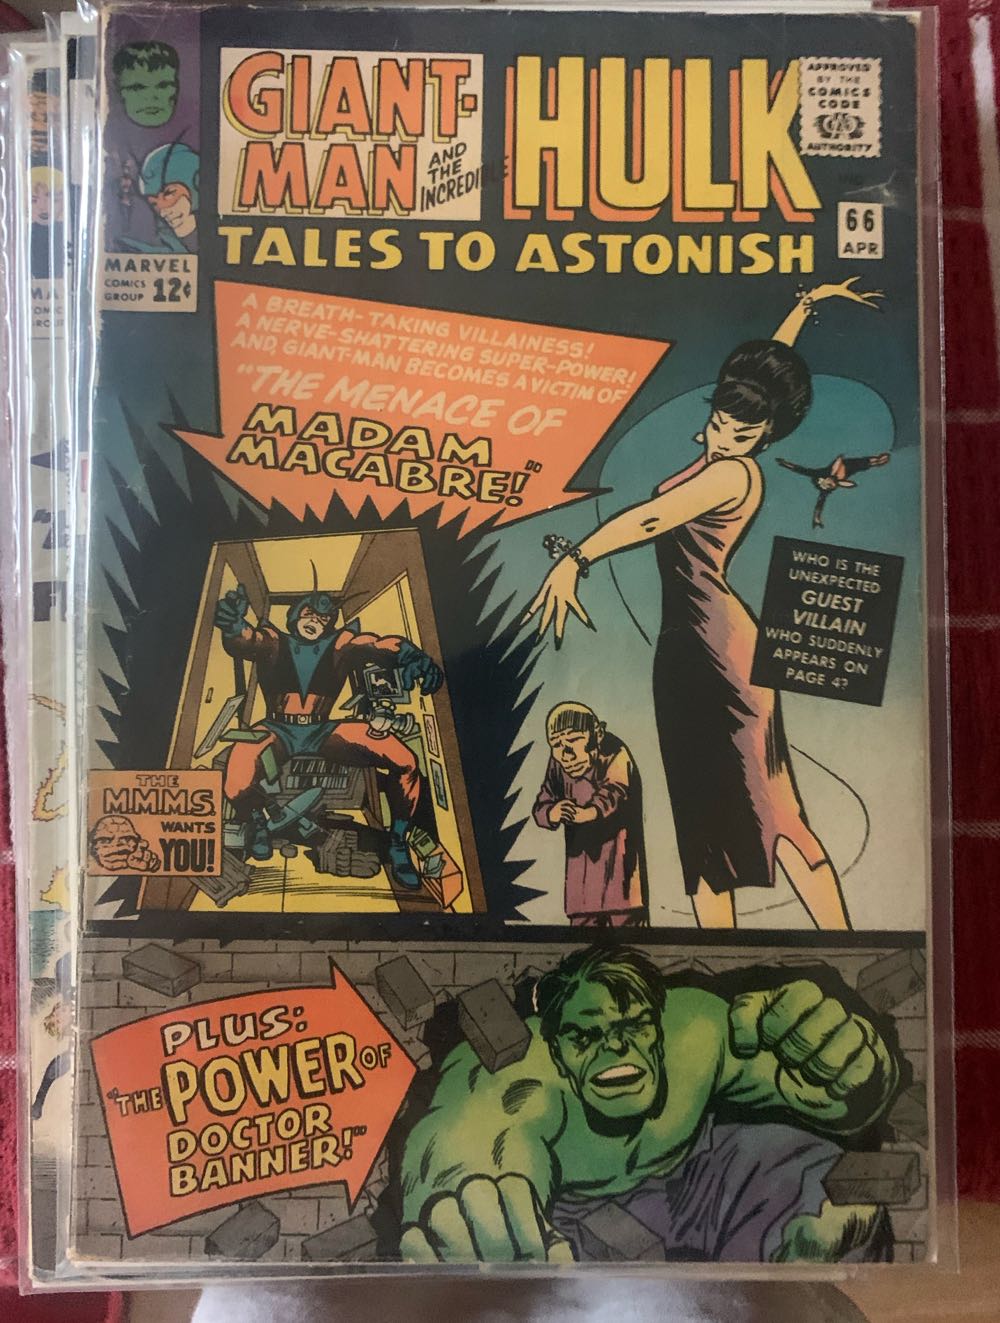 GIANT-
MAN
AND
THE
INCREDIBLE
HULK
APPROVED
BY THE
COMICS
CODE
AUTHORITY
TALES TO ASTONISH
66
APR
MARVEL
COMICS
GROUP 12¢
A BREATH-TAKING VILLAINESS!
A NERVE-SHATTERING SUPER-POWER!
AND, GIANT-MAN BECOMES A VICTIM OF
"THE MENACE OF
MADAM
MACABRE!"
WHO IS THE
UNEXPECTED
GUEST
VILLAIN
WHO SUDDENLY
APPEARS ON
PAGE 4?
THE
M.M.M.S.
WANTS
YOU!
PLUS:
"THE POWER OF
DOCTOR
BANNER!"